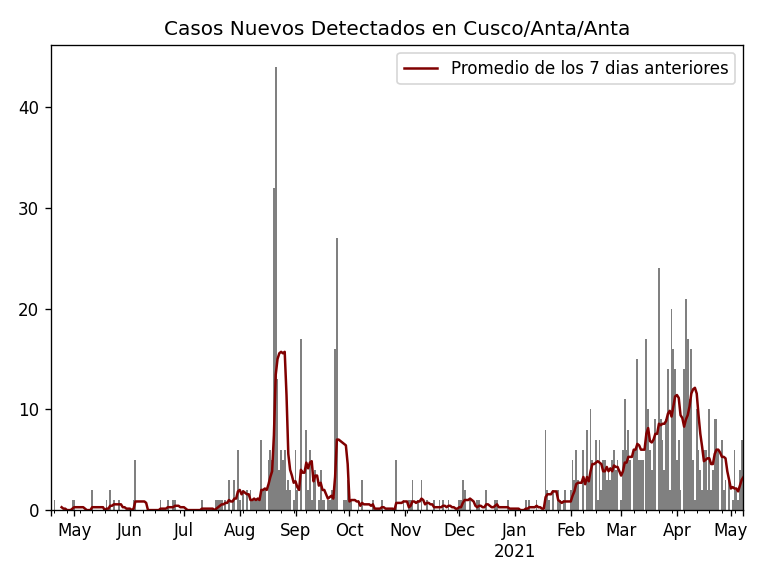 Casos Nuevos Detectados en Cusco/Anta/Anta
Promedio de los 7 dias anteriores
40
30
20
10
0
May Jun Jul Aug Sep Oct Nov Dec Jan Feb Mar Apr May
2021